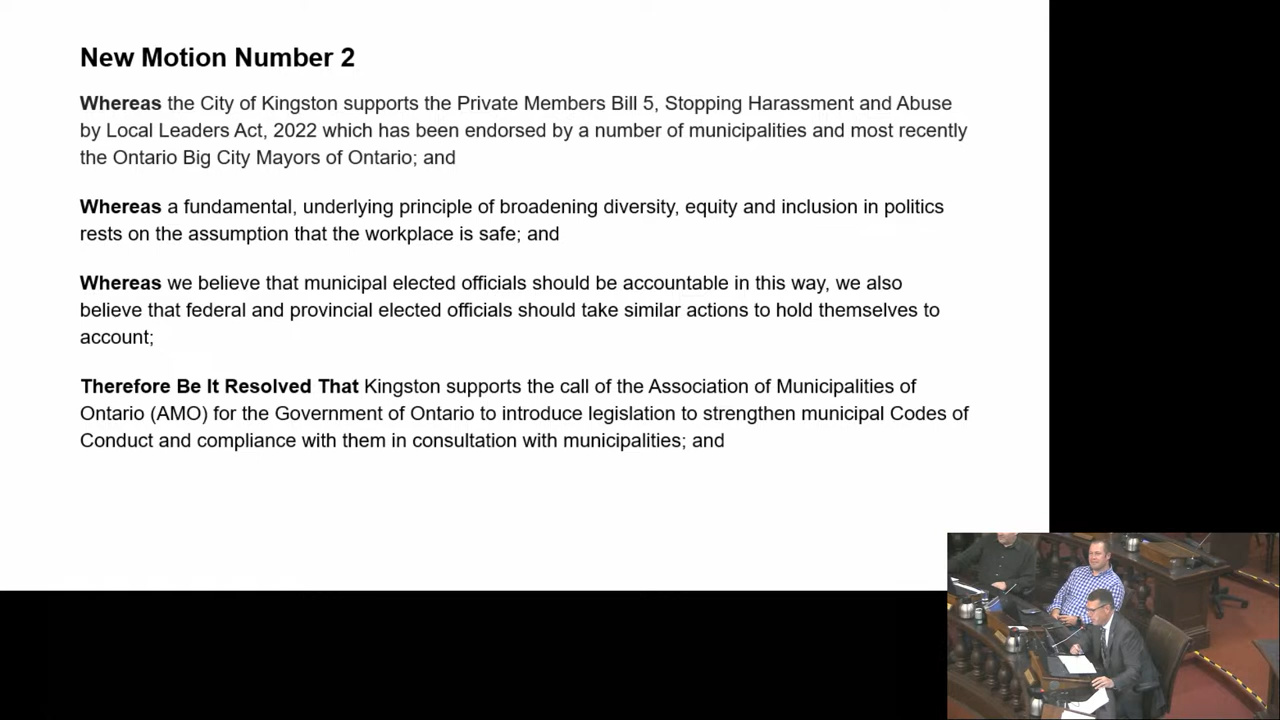 New Motion Number 2
Whereas the City of Kingston supports the Private Members Bill 5, Stopping Harassment and Abuse
by Local Leaders Act, 2022 which has been endorsed by a number of municipalities and most recently
the Ontario Big City Mayors of Ontario; and
Whereas a fundamental, underlying principle of broadening diversity, equity and inclusion in politics
rests on the assumption that the workplace is safe; and
Whereas we believe that municipal elected officials should be accountable in this way, we also
believe that federal and provincial elected officials should take similar actions to hold themselves to
account;
Therefore Be It Resolved That Kingston supports the call of the Association of Municipalities of
Ontario (AMO) for the Government of Ontario to introduce legislation to strengthen municipal Codes of
Conduct and compliance with them in consultation with municipalities; and